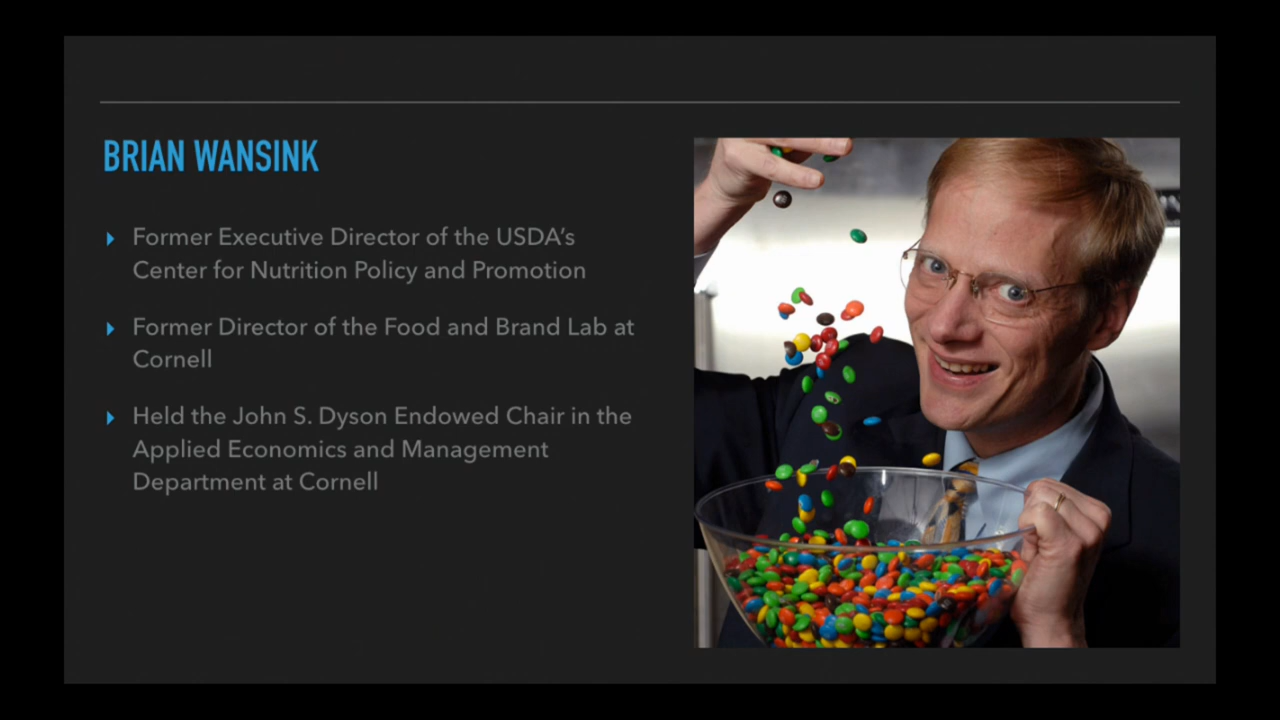 BRIAN WANSINK
Former Executive Director of the USDA’s
Center for Nutrition Policy and Promotion
Former Director of the Food and Brand Lab at
Cornell
Held the John S. Dyson Endowed Chair in the
Applied Economics and Management
Department at Cornell